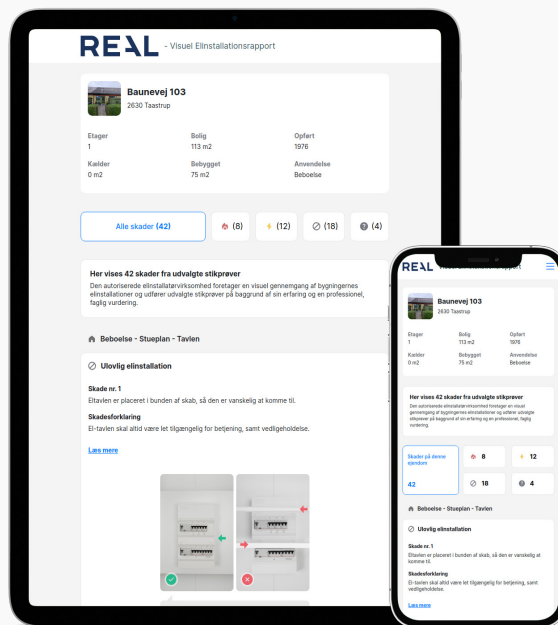 REAL - Visuel Elinstallationsrapport
Baunevej 103
2630 Taastrup
Etager Bolig Opført
1 113 m2 1976
Kælder Bebygget Anvendelse
0 m2 75 m2 Beboelse
Alle skader (42) (8) (12) (18) (4)
Her vises 42 skader fra udvalgte stikprøver
Den autoriserede elinstallatørvirksomhed foretager en visuel gennemgang af bygningernes
elinstallationer og udfører udvalgte stikprøver på baggrund af sin erfaring og en professionel,
faglig vurdering.
Beboelse - Stueplan - Tavlen
Ulovlig elinstallation
Skade nr. 1
Eltavlen er placeret i bunden af skab, så den er vanskelig at komme til.
Skadesforklaring
El-tavlen skal altid være let tilgængelig for betjening, samt vedligeholdelse.
Læs mere
REAL
Baunevej 103
2630 Taastrup
Etager Bolig Opført
1 113 m2 1976
Kælder Bebygget Anvendelse
0 m2 75 m2 Beboelse
Her vises 42 skader fra udvalgte stikprøver
Den autoriserede elinstallatørvirksomhed foretager en visuel
gennemgang af bygningernes elinstallationer og udfører udvalgte
stikprøver på baggrund af sin erfaring og en professionel, faglig
vurdering.
Skader på denne
ejendom
42
8 12
18 4
Beboelse - Stueplan - Tavlen
Ulovlig elinstallation
Skade nr. 1
Eltavlen er placeret i bunden af skab, så den er vanskelig at
komme til.
Skadesforklaring
El-tavlen skal altid være let tilgængelig for betjening, samt
vedligeholdelse.
Læs mere